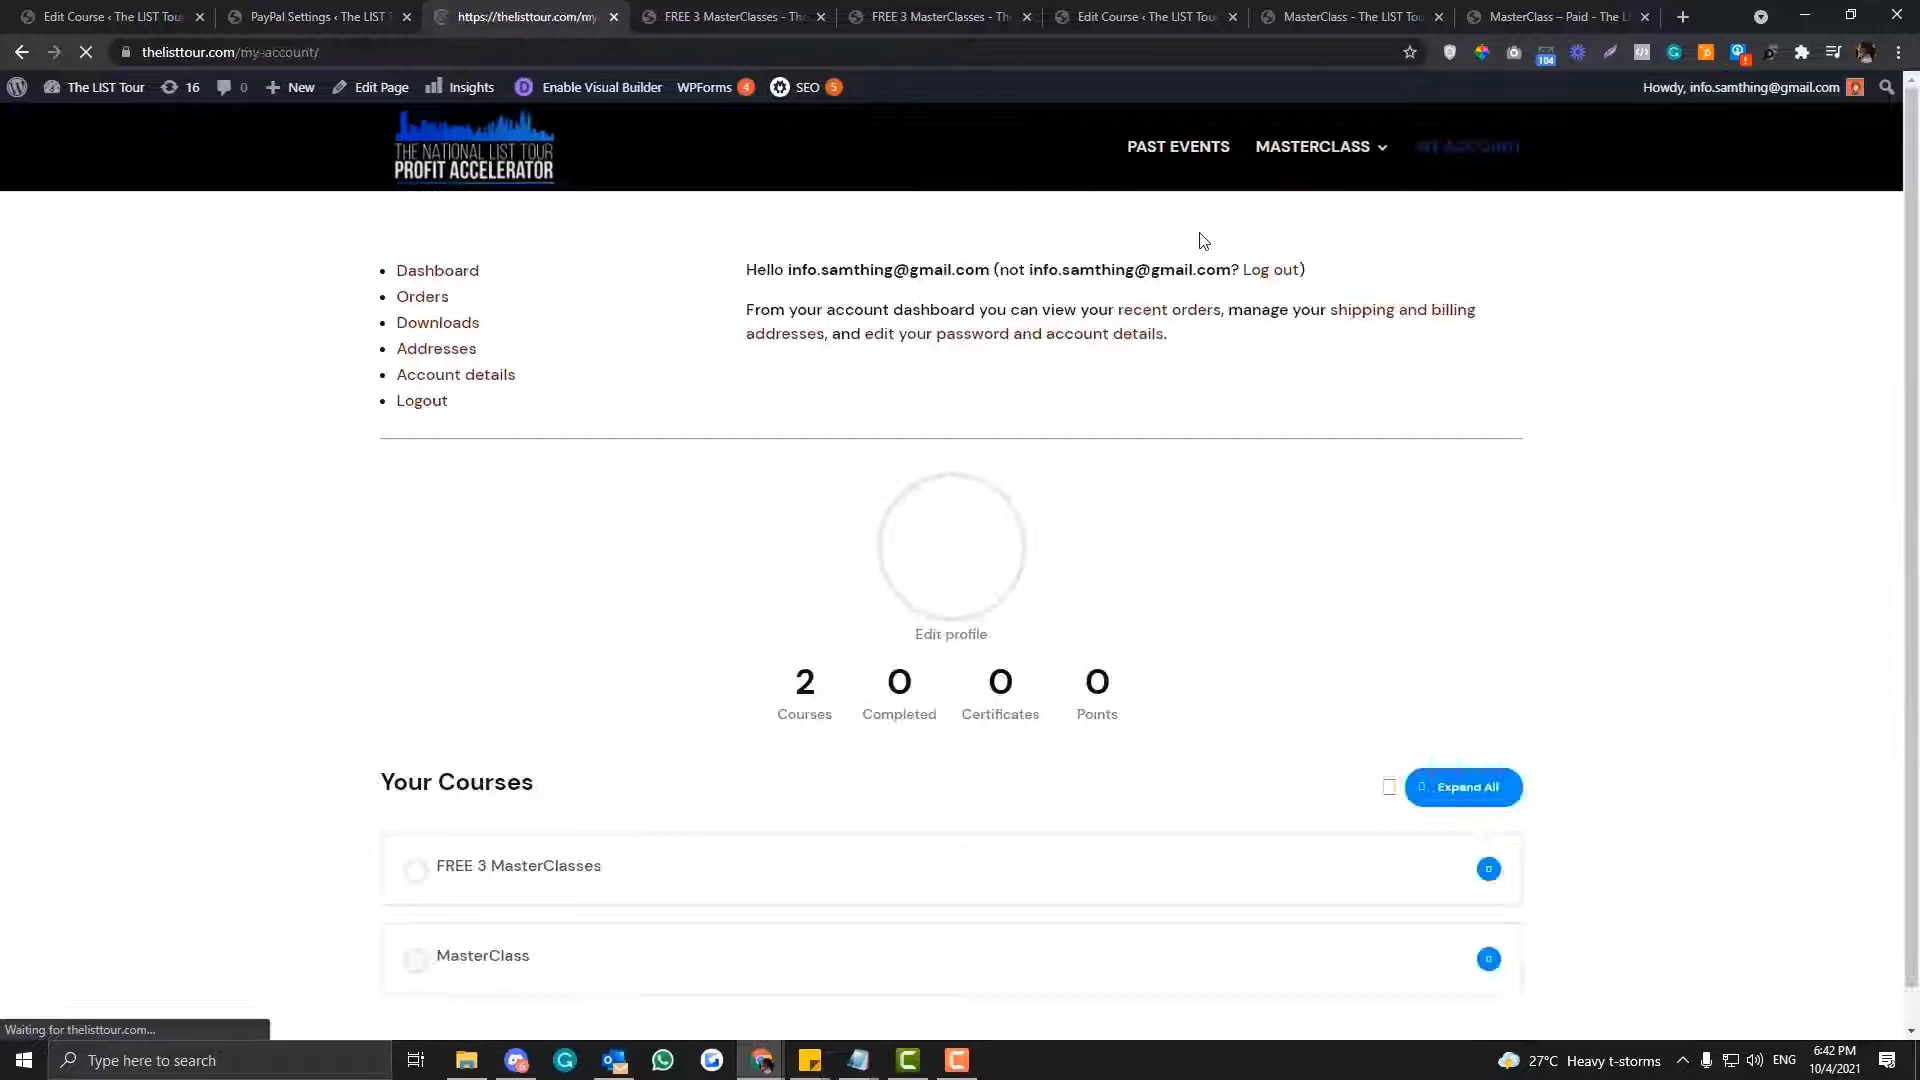 Edit Course ‹ The LIST Tou
PayPal Settings ‹ The LIST T
https://thelisttour.com/my
FREE 3 MasterClasses - The
FREE 3 MasterClasses - The
Edit Course ‹ The LIST Tou
MasterClass - The LIST Tou
MasterClass – Paid - The L
thelisttour.com/my-account/
104
The LIST Tour
16
0
New
Edit Page
Insights
Enable Visual Builder
WPForms 4
SEO 5
Howdy, info.samthing@gmail.com
THE NATIONAL LIST TOUR
PROFIT ACCELERATOR
PAST EVENTS
MASTERCLASS
MY ACCOUNT
Dashboard
Orders
Downloads
Addresses
Account details
Logout
Hello info.samthing@gmail.com (not info.samthing@gmail.com? Log out)
From your account dashboard you can view your recent orders, manage your shipping and billing
addresses, and edit your password and account details.
Edit profile
2 0 0 0
Courses Completed Certificates Points
Your Courses
Expand All
FREE 3 MasterClasses
MasterClass
Waiting for thelisttour.com...
Type here to search
27°C Heavy t-storms
ENG
6:42 PM
10/4/2021